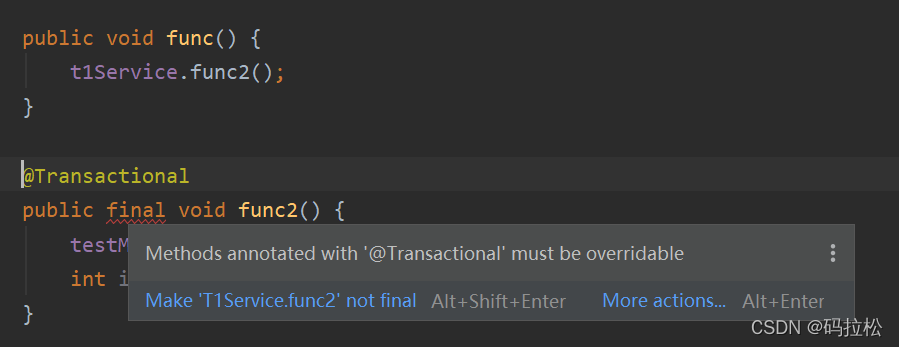 public void func() {
t1Service.func2();
}
@Transactional
public final void func2() {
testM
Methods annotated with '@Transactional' must be overridable
int i
Make 'T1Service.func2' not final Alt+Shift+Enter More actions... Alt+Enter
}
CSDN @码拉松